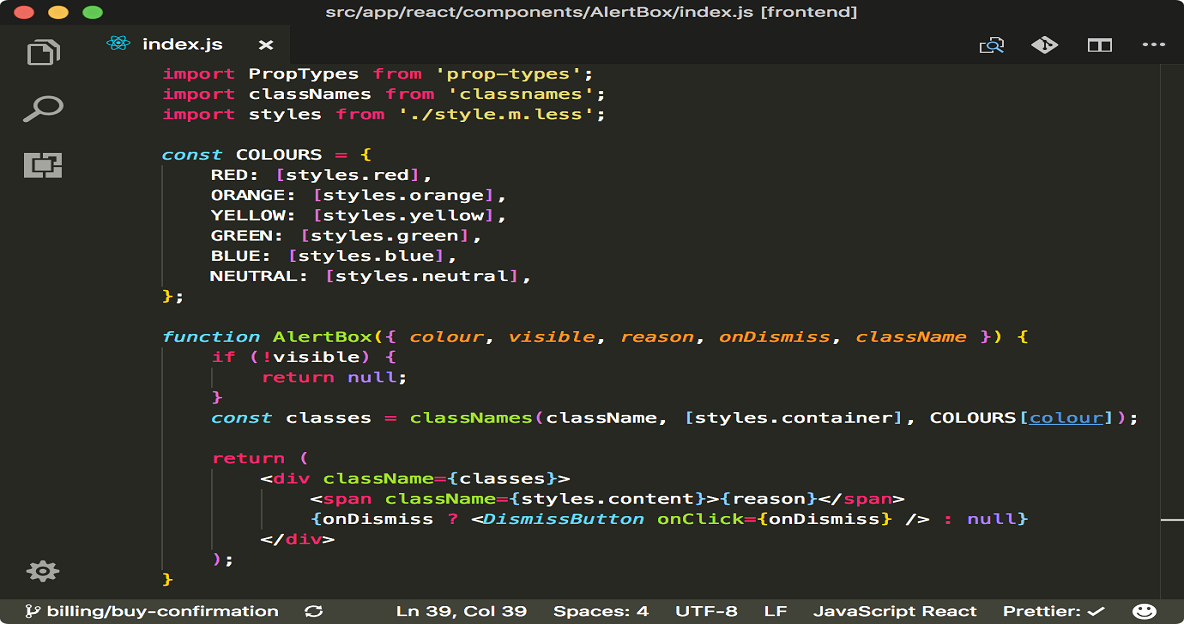 src/app/react/components/AlertBox/index.js [frontend]
index.js
import PropTypes from 'prop-types';
import classNames from 'classnames';
import styles from './style.m.less';
const COLOURS = {
RED: [styles.red],
ORANGE: [styles.orange],
YELLOW: [styles.yellow],
GREEN: [styles.green],
BLUE: [styles.blue],
NEUTRAL: [styles.neutral],
};
function AlertBox({ colour, visible, reason, onDismiss, className }) {
if (!visible) {
return null;
}
const classes = classNames(className, [styles.container], COLOURS[colour]);
return (
<div className={classes}>
<span className={styles.content}>{reason}</span>
{onDismiss ? <DismissButton onClick={onDismiss} /> : null}
</div>
);
}
billing/buy-confirmation Ln 39, Col 39 Spaces: 4 UTF-8 LF JavaScript React Prettier: ✓